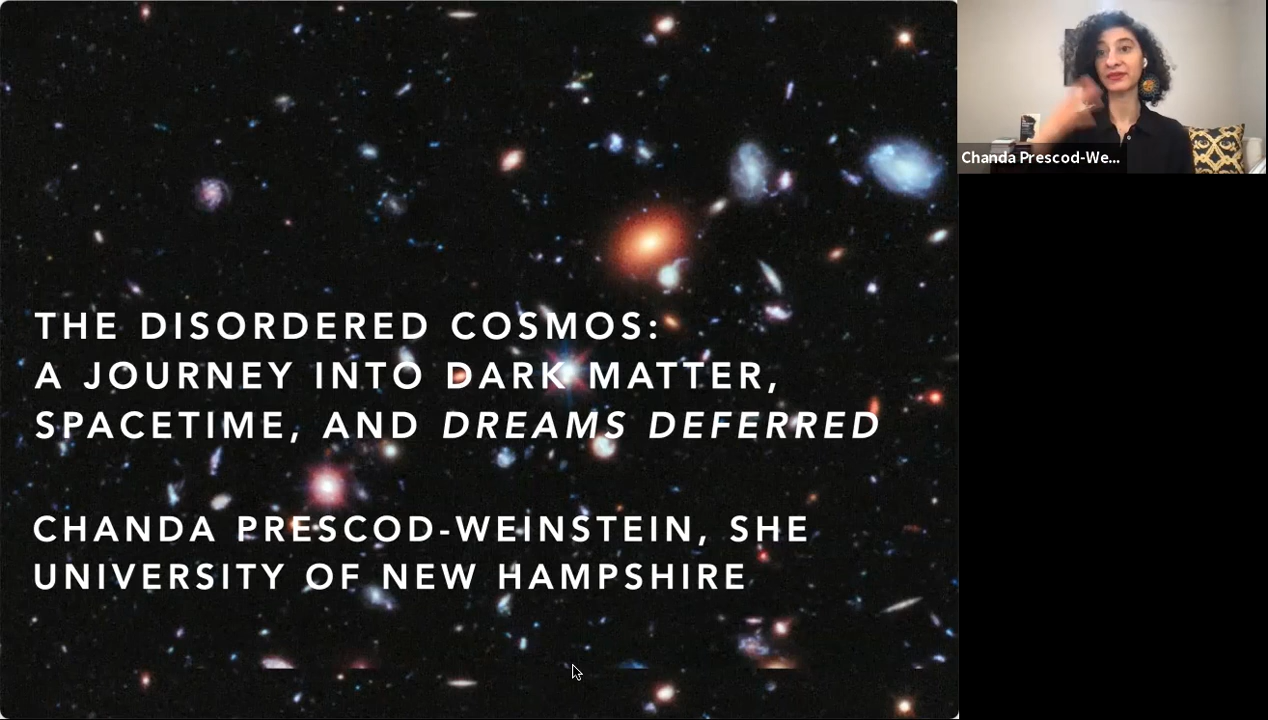 THE DISORDERED COSMOS:
A JOURNEY INTO DARK MATTER,
SPACETIME, AND DREAMS DEFERRED
CHANDA PRESCOD-WEINSTEIN, SHE
UNIVERSITY OF NEW HAMPSHIRE
Chanda Prescod-We...